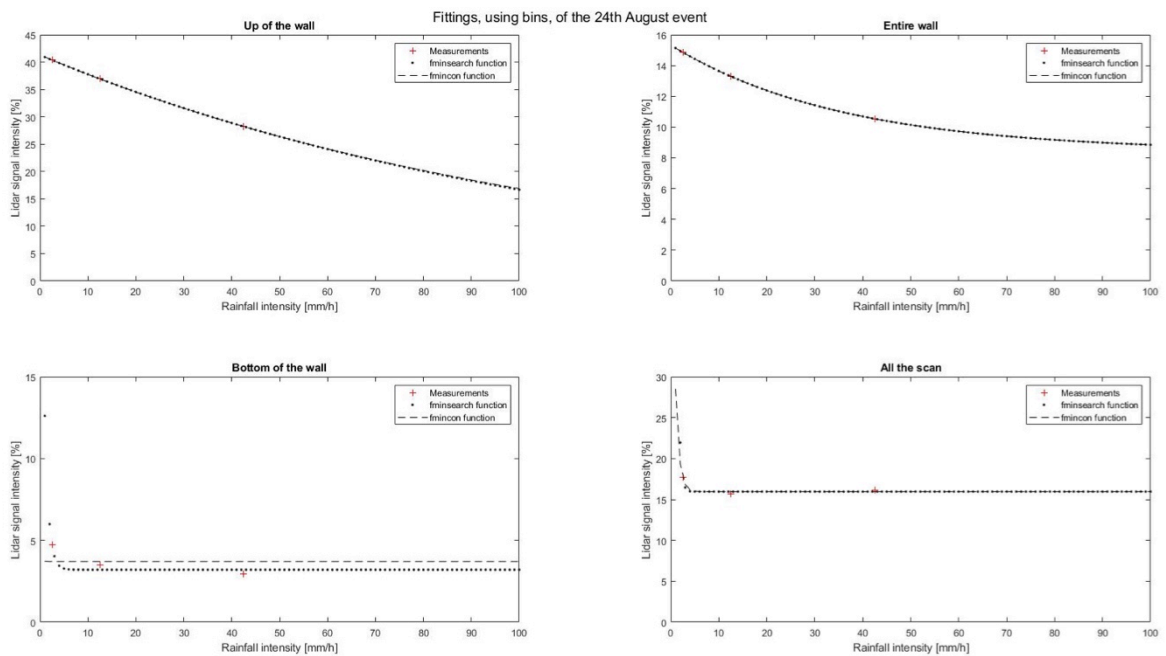 Fittings, using bins, of the 24th August event
Up of the wall
45
40
35
30
25
20
15
10
5
0
Lidar signal intensity [%]
0 10 20 30 40 50 60 70 80 90 100
Rainfall intensity [mm/h]
Measurements
fminsearch function
fmincon function
Entire wall
16
14
12
10
8
6
4
2
0
Lidar signal intensity [%]
0 10 20 30 40 50 60 70 80 90 100
Rainfall intensity [mm/h]
Measurements
fminsearch function
fmincon function
Bottom of the wall
15
10
5
0
Lidar signal intensity [%]
0 10 20 30 40 50 60 70 80 90 100
Rainfall intensity [mm/h]
Measurements
fminsearch function
fmincon function
All the scan
30
25
20
15
10
5
0
Lidar signal intensity [%]
0 10 20 30 40 50 60 70 80 90 100
Rainfall intensity [mm/h]
Measurements
fminsearch function
fmincon function